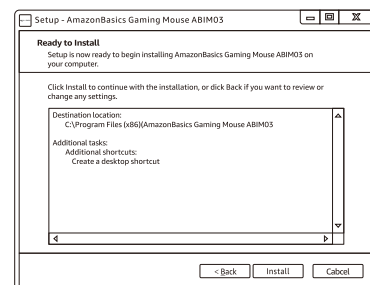 Setup - AmazonBasics Gaming Mouse ABIM03
Ready to Install
Setup is now ready to begin installing AmazonBasics Gaming Mouse ABIM03 on
your computer.
Click Install to continue with the installation, or dick Back if you want to review or
change any settings.
Destination location:
C:\Program Files (x86)(AmazonBasics Gaming Mouse ABIM03
Additional tasks:
Additional shortcuts:
Create a desktop shortcut
< Back
Install
Cabcel